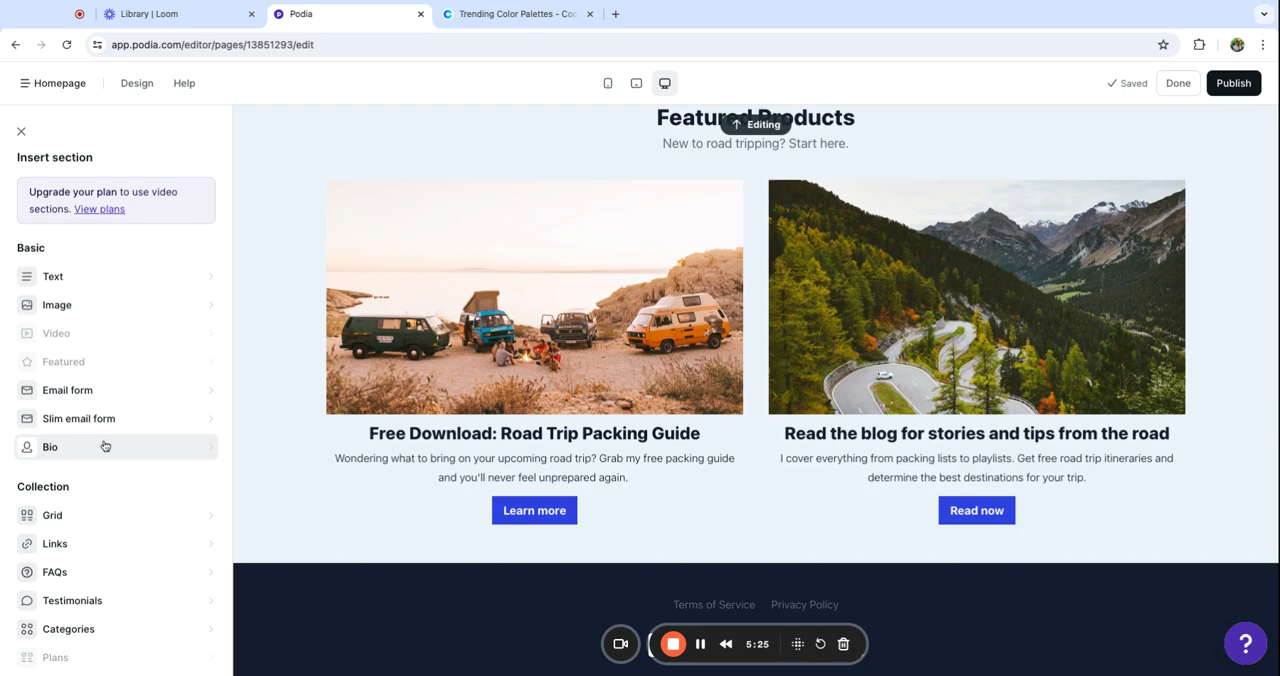 Library | Loom
Podia
Trending Color Palettes - Coo
app.podia.com/editor/pages/13851293/edit
Homepage
Design
Help
Saved
Done
Publish
Insert section
Upgrade your plan to use video
sections. View plans
Basic
Text
Image
Video
Featured
Email form
Slim email form
Bio
Collection
Grid
Links
FAQs
Testimonials
Categories
Plans
Featured Products
Editing
New to road tripping? Start here.
Free Download: Road Trip Packing Guide
Wondering what to bring on your upcoming road trip? Grab my free packing guide
and you'll never feel unprepared again.
Learn more
Read the blog for stories and tips from the road
I cover everything from packing lists to playlists. Get free road trip itineraries and
determine the best destinations for your trip.
Read now
Terms of Service Privacy Policy
5:25
?